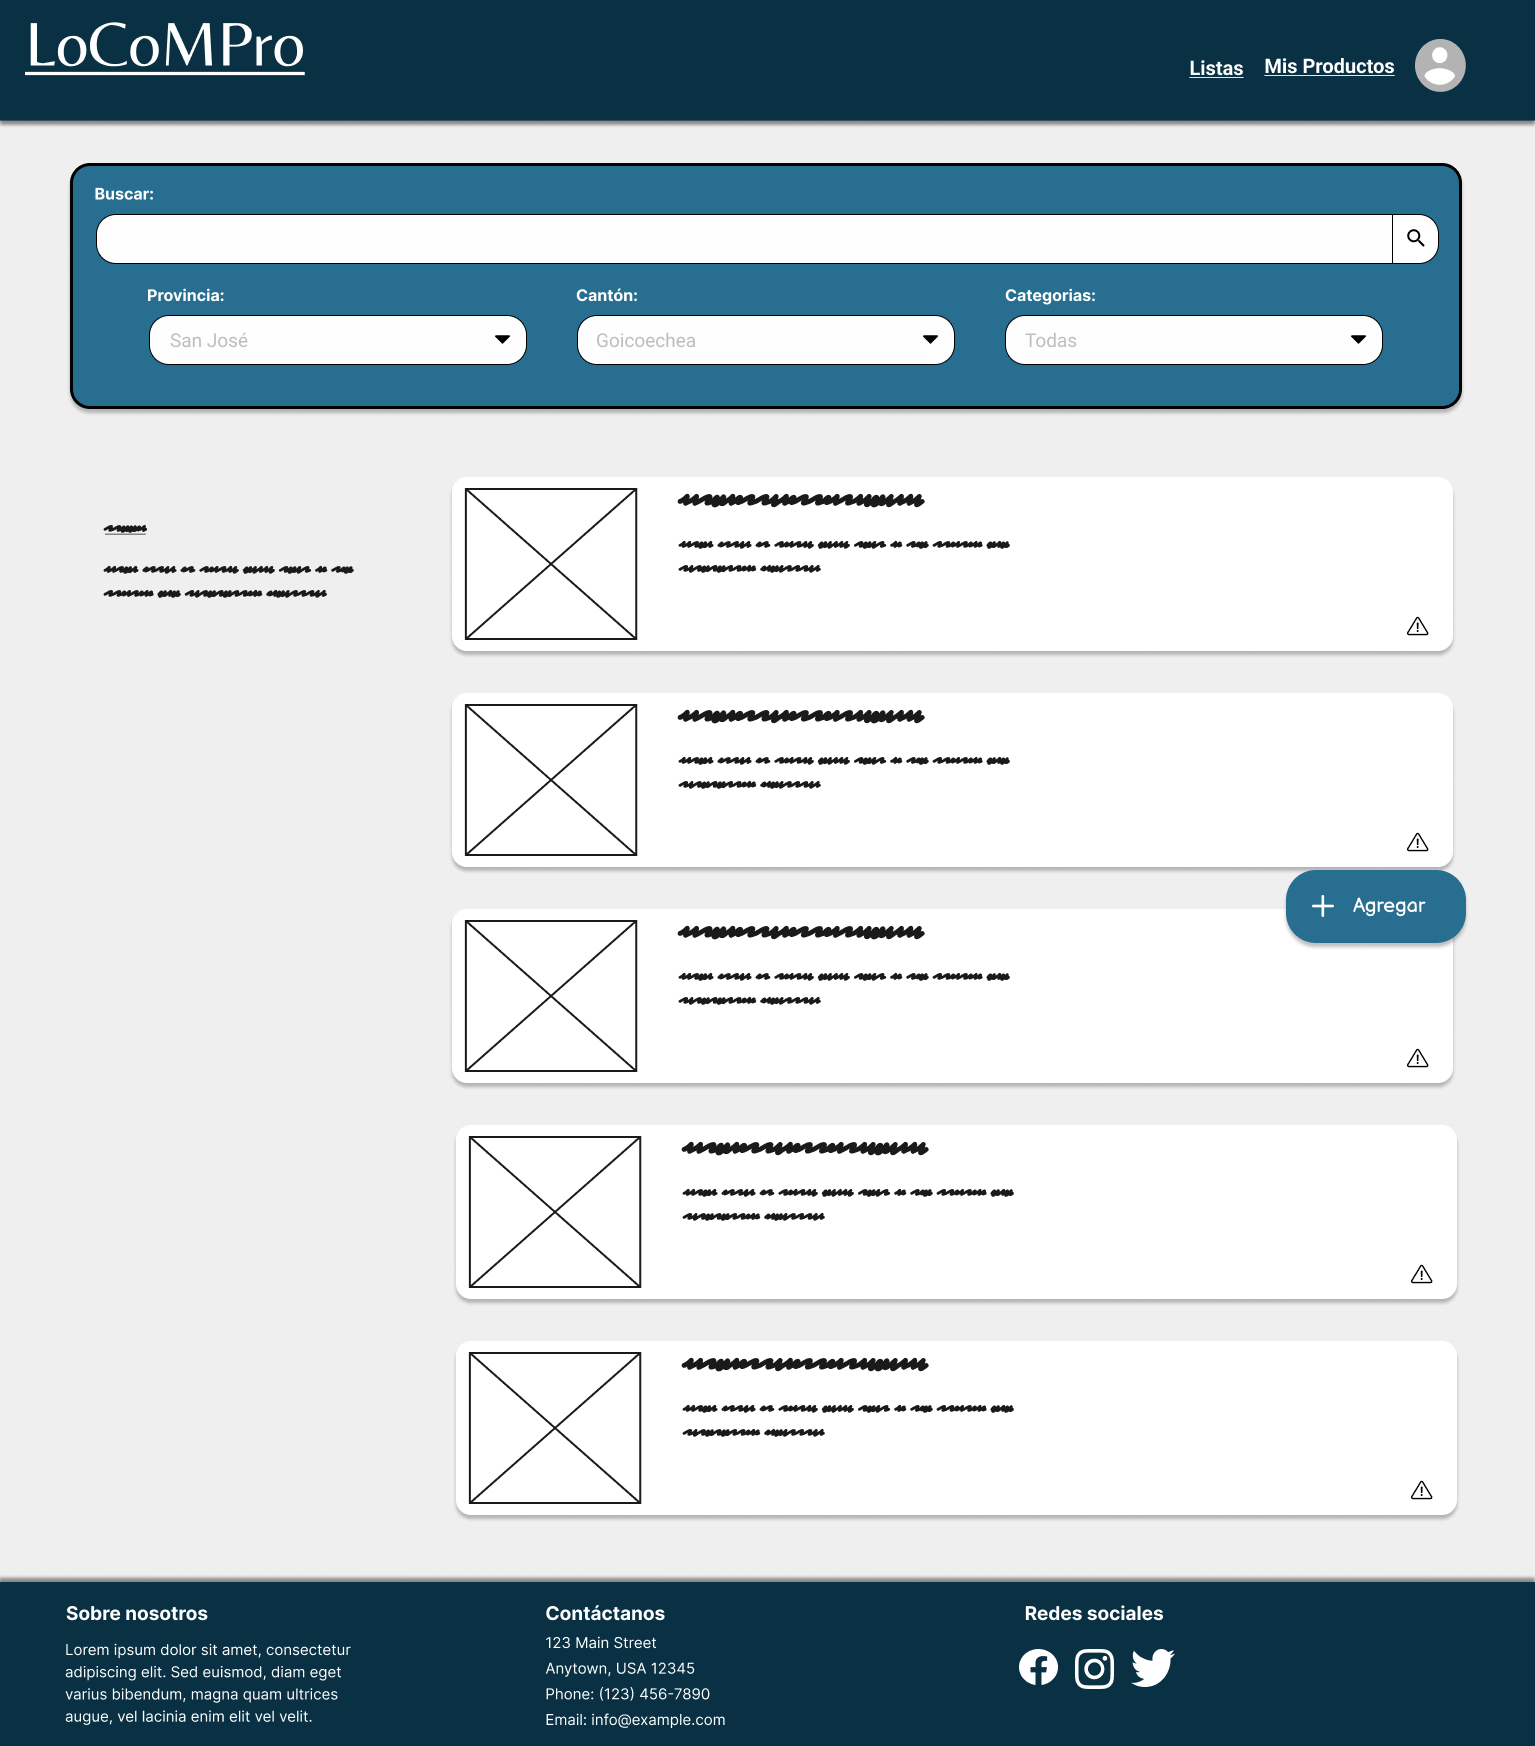 LoCoMPro
Listas
Mis Productos
Buscar:
Provincia:
Cantón:
Categorias:
San José
Goicoechea
Todas
Agregar
Sobre nosotros
Lorem ipsum dolor sit amet, consectetur
adipiscing elit. Sed euismod, diam eget
varius bibendum, magna quam ultrices
augue, vel lacinia enim elit vel velit.
Contáctanos
123 Main Street
Anytown, USA 12345
Phone: (123) 456-7890
Email: info@example.com
Redes sociales